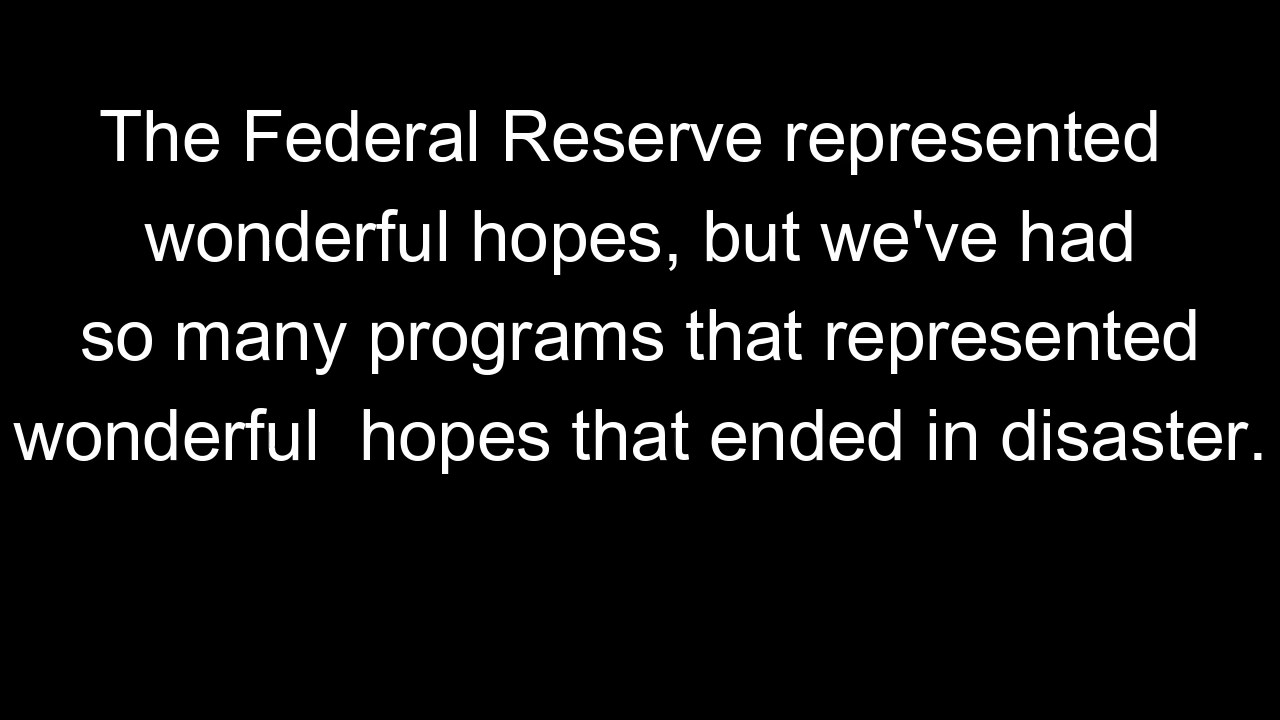 The Federal Reserve represented
wonderful hopes, but we've had
so many programs that represented
wonderful  hopes that ended in disaster.